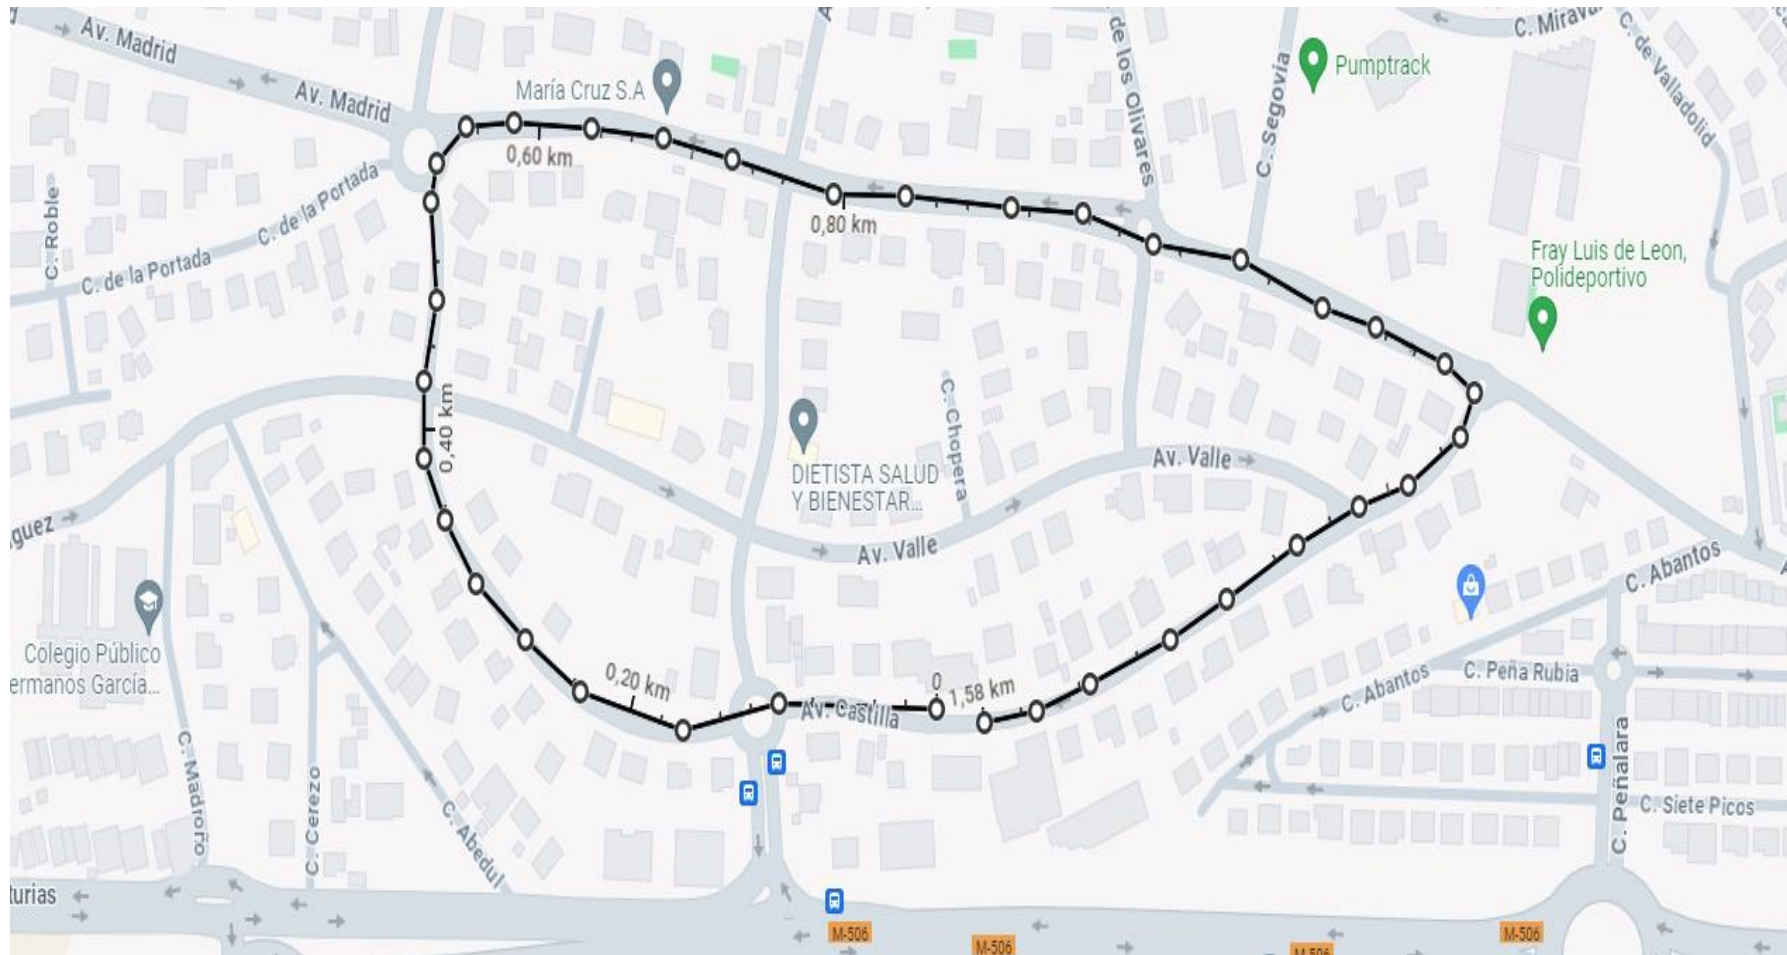 Av. Madrid
Av. Madrid
María Cruz S.A
de los Olivares
C. Segovia
Pumptrack
C. de Valladolid
0,60 km
C. Roble
C. de la Portada
C. de la Portada
0,80 km
Fray Luis de Leon,
Polideportivo
0,40 km
C. Chopera
DIETISTA SALUD
Y BIENESTAR...
Av. Valle
Av. Valle
guez
C. Abantos
Colegio Público
ermanos García...
0,20 km
0
1,58 km
Av. Castilla
C. Abantos
C. Peña Rubia
C. Madroño
C. Cerezo
C. Abedul
C. Peñalara
C. Siete Picos
turias
M-506
M-506
M-506
M-506